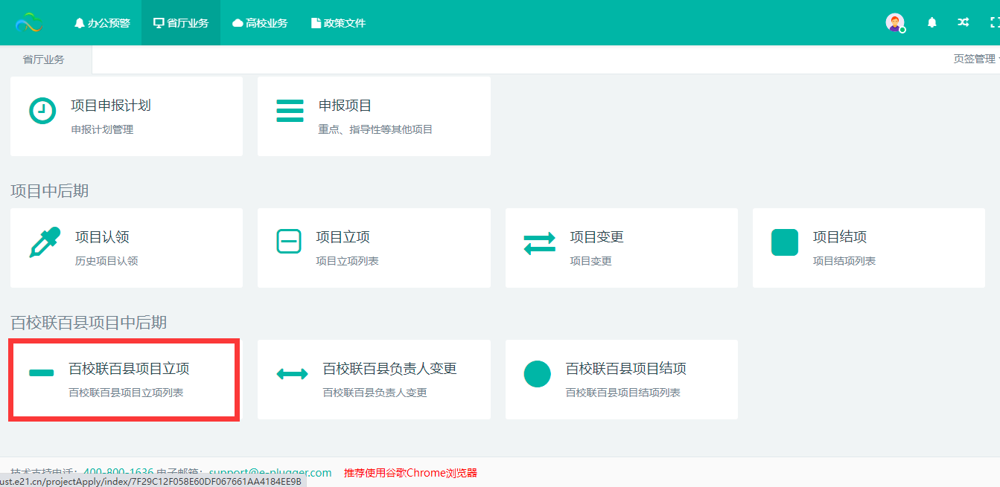 办公预警 省厅业务 高校业务 政策文件
省厅业务 页签管理
项目申报计划 申报项目
申报计划管理 重点、指导性等其他项目
项目中后期
项目认领 项目立项 项目变更 项目结项
历史项目认领 项目立项列表 项目变更 项目结项列表
百校联百县项目中后期
百校联百县项目立项 百校联百县负责人变更 百校联百县项目结项
百校联百县项目立项列表 百校联百县负责人变更 百校联百县项目结项列表
技术支持电话：400-800-1636 电子邮箱：support@e-plugger.com 推荐使用谷歌Chrome浏览器
ust.e21.cn/projectApply/index/7F29C12F058E60DF067661AA4184EE9B